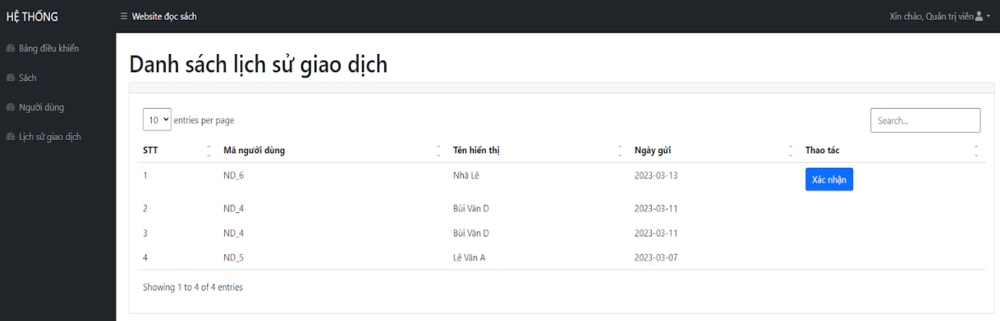 HỆ THỐNG
Website đọc sách
Xin chào, Quản trị viên
Bảng điều khiển
Sách
Người dùng
Lịch sử giao dịch
Danh sách lịch sử giao dịch
10 entries per page
Search...
STT Mã người dùng Tên hiển thị Ngày gửi Thao tác
1 ND_6 Nhã Lê 2023-03-13 Xác nhận
2 ND_4 Bùi Văn D 2023-03-11
3 ND_4 Bùi Văn D 2023-03-11
4 ND_5 Lê Văn A 2023-03-07
Showing 1 to 4 of 4 entries